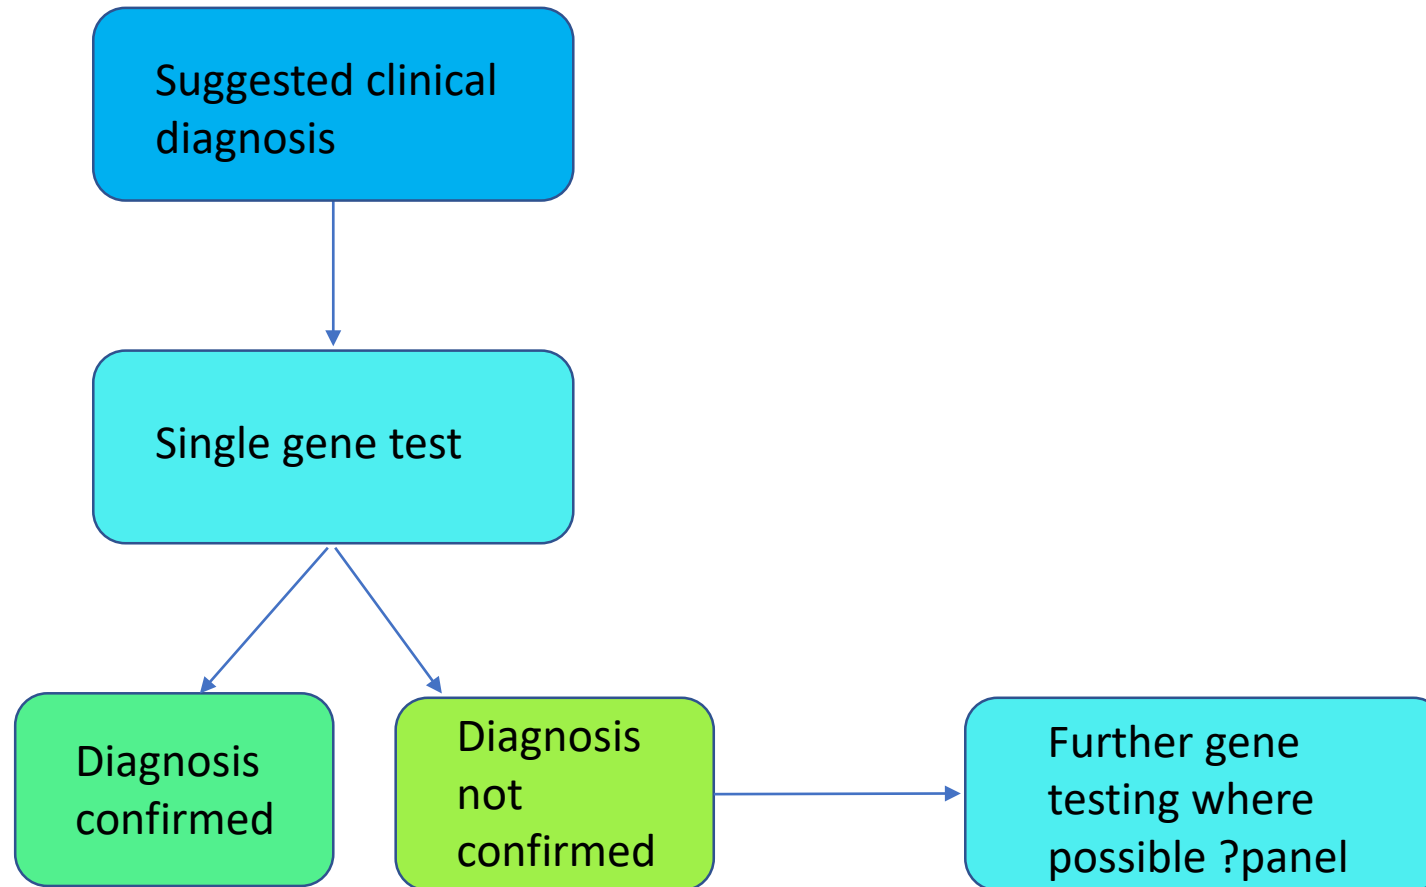 Suggested clinical
diagnosis
Single gene test
Diagnosis
confirmed
Diagnosis
not
confirmed
Further gene
testing where
possible ?panel